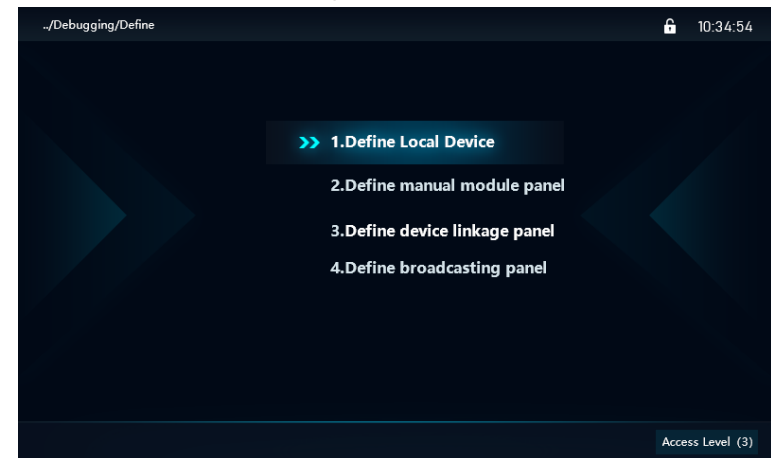 ../Debugging/Define
10:34:54
1.Define Local Device
2.Define manual module panel
3.Define device linkage panel
4.Define broadcasting panel
Access Level (3)